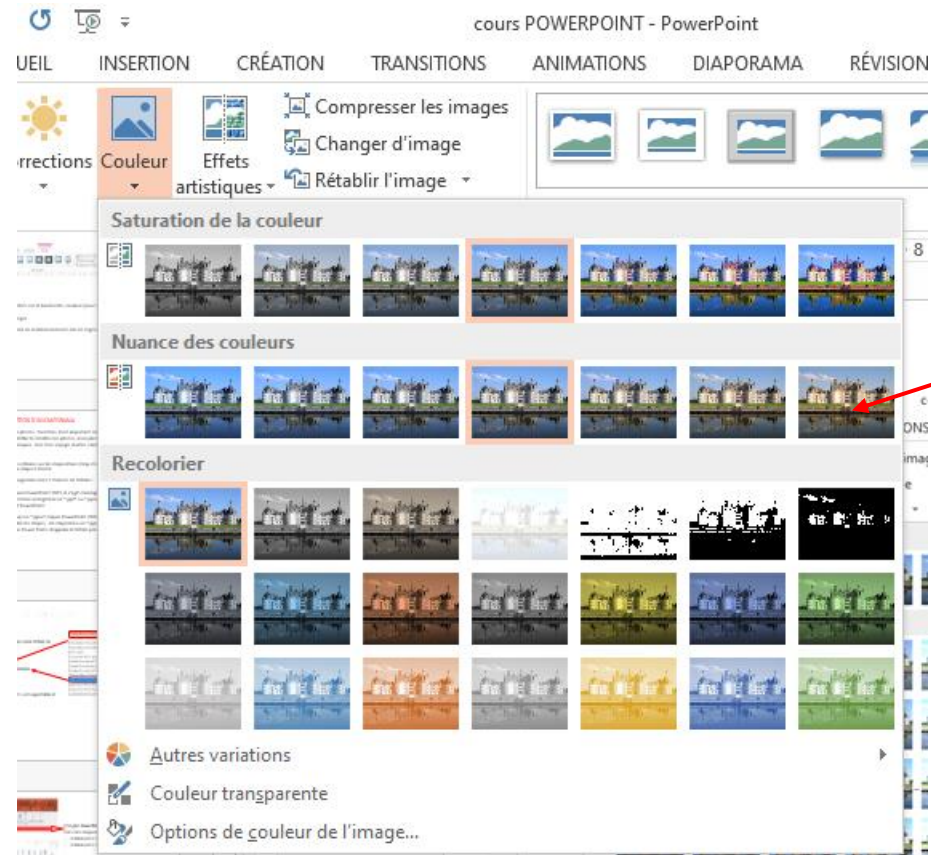 cours POWERPOINT - PowerPoint
UEIL INSERTION CRÉATION TRANSITIONS ANIMATIONS DIAPORAMA RÉVISION
rrections Couleur Effets artistiques
Compresser les images
Changer d'image
Rétablir l'image
Saturation de la couleur
8
Nuance des couleurs
ONS
Recolorier
Autres variations
Couleur transparente
Options de couleur de l'image...